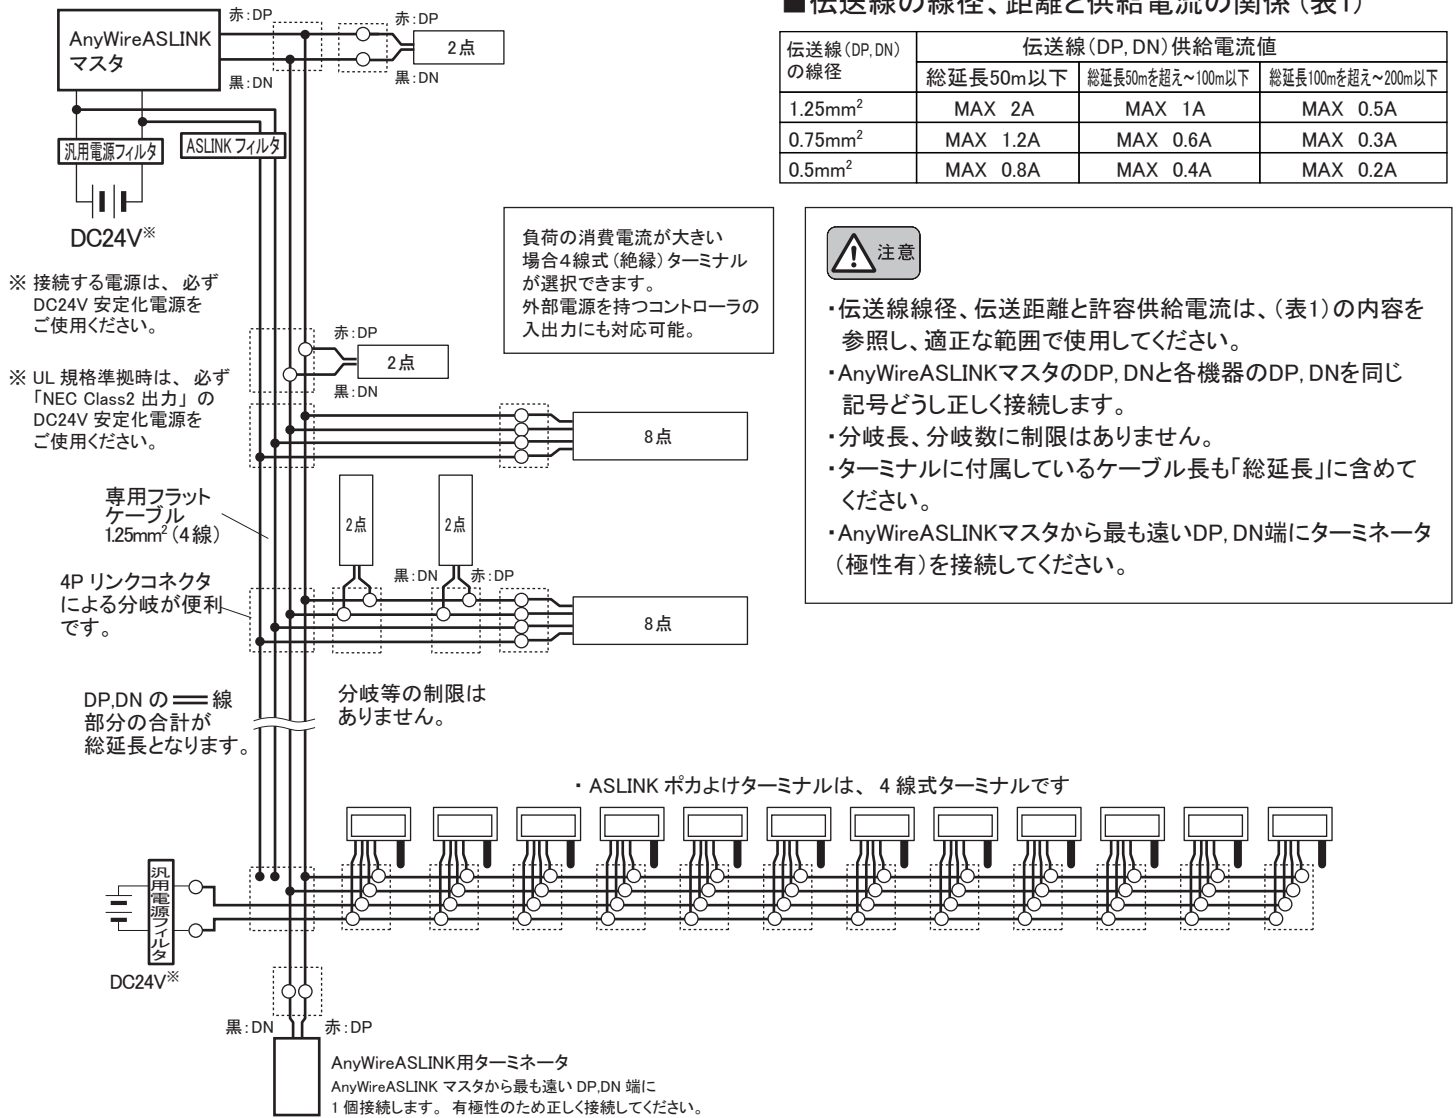 ■伝送線の線径、距離と供給電流の関係(表1)
伝送線(DP,DN)
の線径
伝送線(DP,DN)供給電流値
総延長50m以下 総延長50mを超え~100m以下 総延長100mを超え~200m以下
1.25mm² MAX 2A MAX 1A MAX 0.5A
0.75mm² MAX 1.2A MAX 0.6A MAX 0.3A
0.5mm² MAX 0.8A MAX 0.4A MAX 0.2A
赤:DP
AnyWireASLINK
マスタ
黒:DN
赤:DP
2点
黒:DN
汎用電源フィルタ
ASLINK フィルタ
DC24V※
※ 接続する電源は、必ず
DC24V 安定化電源を
ご使用ください。
※ UL 規格準拠時は、必ず
「NEC Class2 出力」の
DC24V 安定化電源を
ご使用ください。
負荷の消費電流が大きい
場合4線式(絶縁)ターミナル
が選択できます。
外部電源を持つコントローラの
入出力にも対応可能。
注意
・伝送線線径、伝送距離と許容供給電流は、(表1)の内容を
参照し、適正な範囲で使用してください。
・AnyWireASLINKマスタのDP,DNと各機器のDP,DNを同じ
記号どうし正しく接続します。
・分岐長、分岐数に制限はありません。
・ターミナルに付属しているケーブル長も「総延長」に含めて
ください。
・AnyWireASLINKマスタから最も遠いDP,DN端にターミネータ
(極性有)を接続してください。
赤:DP
2点
黒:DN
8点
専用フラット
ケーブル
1.25mm²(4線)
2点
2点
黒:DN
赤:DP
4P リンクコネクタ
による分岐が便利
です。
8点
DP,DN の 線
部分の合計が
総延長となります。
分岐等の制限は
ありません。
・ASLINK ポカよけターミナルは、4 線式ターミナルです
汎用電源フィルタ
DC24V※
黒:DN
赤:DP
AnyWireASLINK用ターミネータ
AnyWireASLINK マスタから最も遠い DP,DN 端に
1 個接続します。有極性のため正しく接続してください。